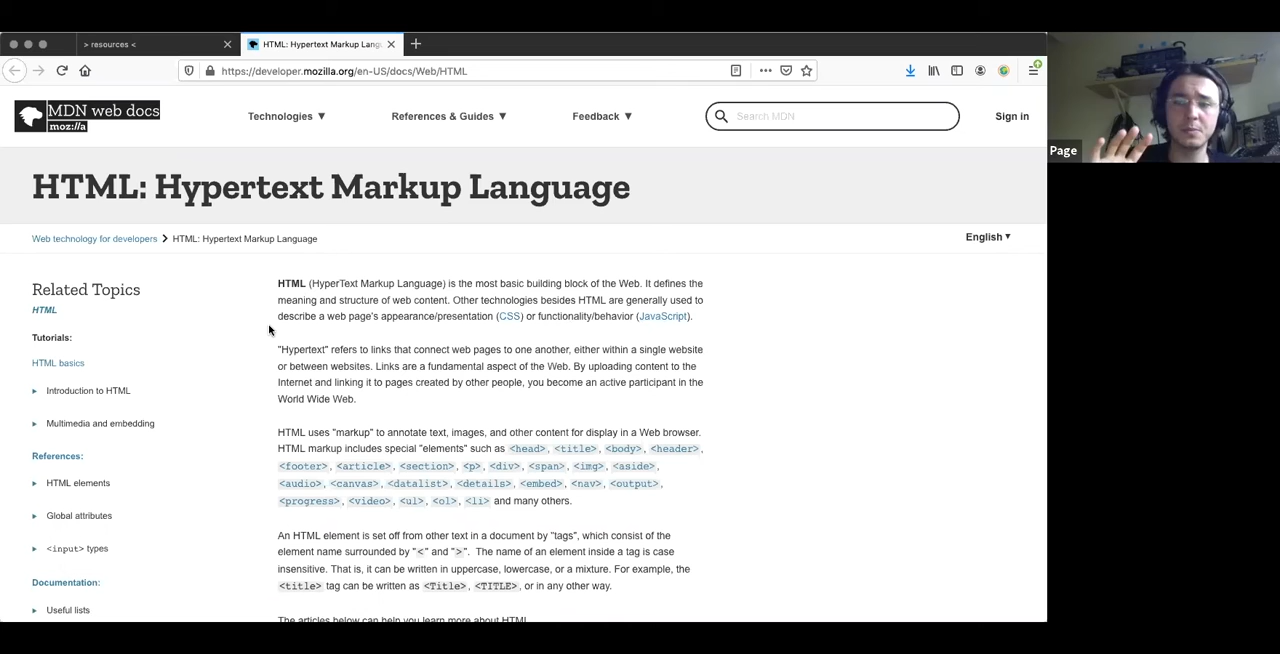 > resources <
HTML: Hypertext Markup Lang
https://developer.mozilla.org/en-US/docs/Web/HTML
MDN web docs
moz://a
Technologies ▼
References & Guides ▼
Feedback ▼
Search MDN
Sign in
Page
HTML: Hypertext Markup Language
Web technology for developers > HTML: Hypertext Markup Language
English ▼
Related Topics
HTML
Tutorials:
HTML basics
Introduction to HTML
Multimedia and embedding
References:
HTML elements
Global attributes
<input> types
Documentation:
Useful lists
HTML (HyperText Markup Language) is the most basic building block of the Web. It defines the
meaning and structure of web content. Other technologies besides HTML are generally used to
describe a web page's appearance/presentation (CSS) or functionality/behavior (JavaScript).
"Hypertext" refers to links that connect web pages to one another, either within a single website
or between websites. Links are a fundamental aspect of the Web. By uploading content to the
Internet and linking it to pages created by other people, you become an active participant in the
World Wide Web.
HTML uses "markup" to annotate text, images, and other content for display in a Web browser.
HTML markup includes special "elements" such as <head>, <title>, <body>, <header>,
<footer>, <article>, <section>, <p>, <div>, <span>, <img>, <aside>,
<audio>, <canvas>, <datalist>, <details>, <embed>, <nav>, <output>,
<progress>, <video>, <ul>, <ol>, <li> and many others.
An HTML element is set off from other text in a document by "tags", which consist of the
element name surrounded by "<" and ">". The name of an element inside a tag is case
insensitive. That is, it can be written in uppercase, lowercase, or a mixture. For example, the
<title> tag can be written as <Title>, <TITLE>, or in any other way.
The articles below can help you learn more about HTML.